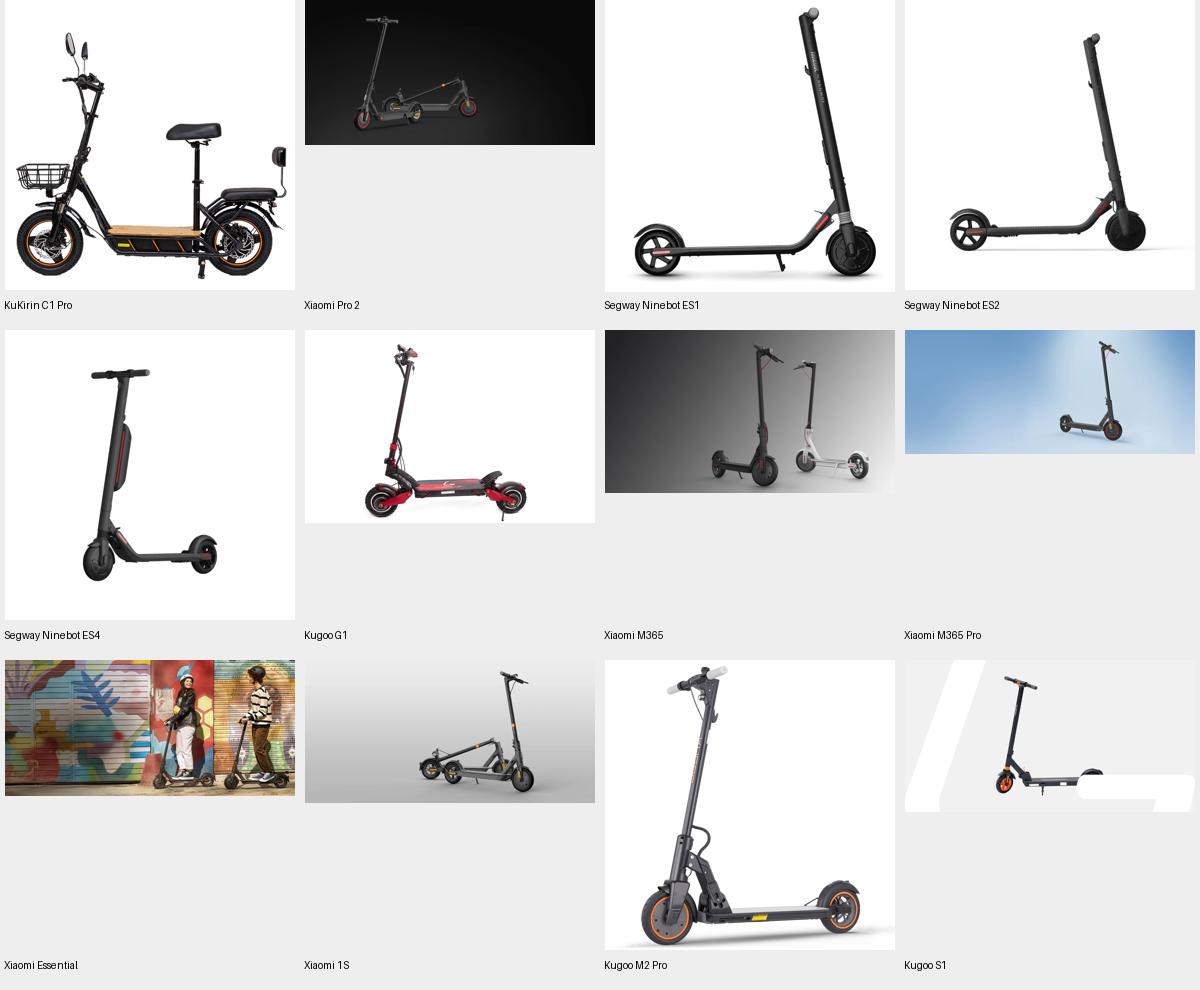 KuKirin C1 Pro
Xiaomi Pro 2
Segway Ninebot ES1
Segway Ninebot ES2
Segway Ninebot ES4
Kugoo G1
Xiaomi M365
Xiaomi M365 Pro
Xiaomi Essential
Xiaomi 1S
Kugoo M2 Pro
Kugoo S1